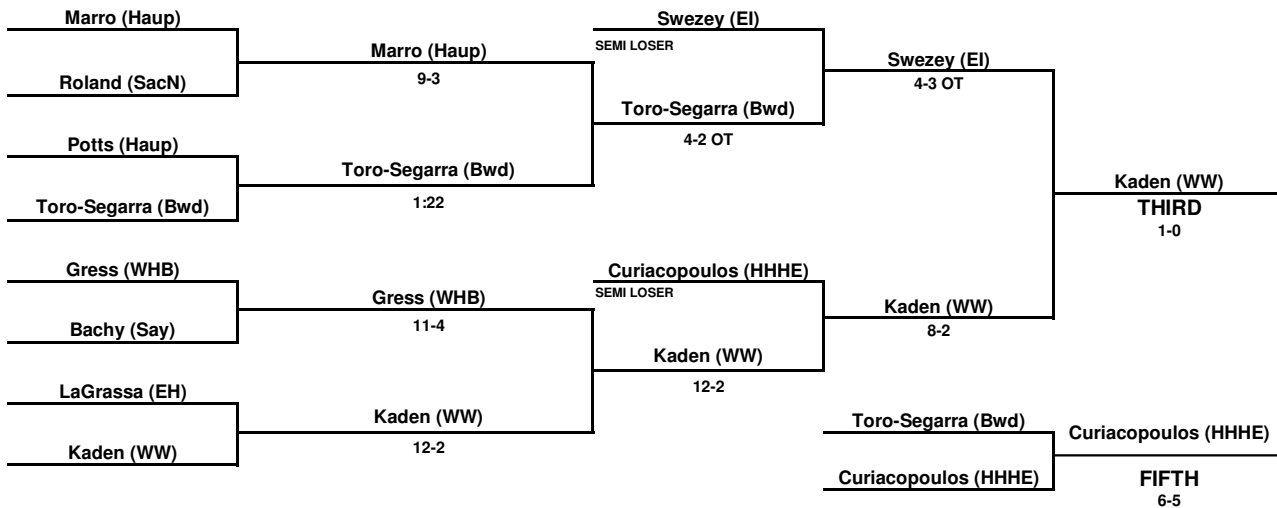 Marro (Haup)
Roland (SacN)
Potts (Haup)
Toro-Segarra (Bwd)
Gress (WHB)
Bachy (Say)
LaGrassa (EH)
Kaden (WW)
Marro (Haup)
9-3
Toro-Segarra (Bwd)
1:22
Gress (WHB)
11-4
Kaden (WW)
12-2
Swezey (EI)
SEMI LOSER
Toro-Segarra (Bwd)
4-2 OT
Curiacopoulos (HHHE)
SEMI LOSER
Kaden (WW)
12-2
Swezey (EI)
4-3 OT
Kaden (WW)
8-2
Kaden (WW)
THIRD
1-0
Toro-Segarra (Bwd)
Curiacopoulos (HHHE)
Curiacopoulos (HHHE)
FIFTH
6-5